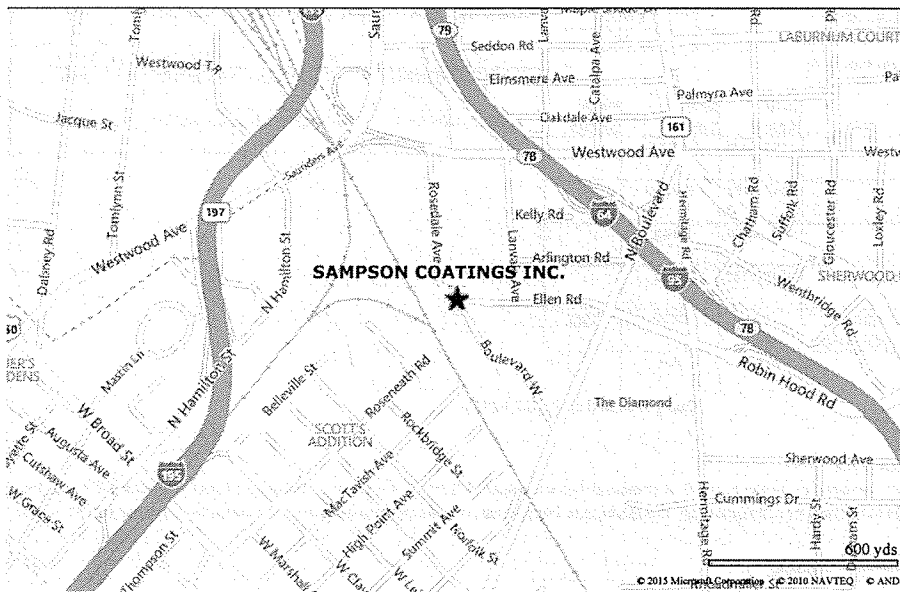 79
Seddon Rd
LABURNUM COURT
Westwood
Elmsmere Ave
Catalpa Ave
Palmyra Ave
Jacque St
Oakdale Ave
161
78
Westwood Ave
Saunders Ave
197
Rosedale Ave
Kelly Rd
64
N Boulevard
Hermitage Rd
Chatham Rd
Suffolk Rd
Gloucester Rd
Loxley Rd
Dabney Rd
Tomlynn St
Westwood Ave
N Hamilton St
Arlington Rd
SAMPSON COATINGS INC.
95
SHERWOOD
Ellen Rd
Wentbridge Rd
78
Mastin Ln
N Hamilton St
Belleville St
Roseneath Rd
Boulevard W
Robin Hood Rd
W Broad St
SCOTT'S
ADDITION
Rockbridge St
The Diamond
Augusta Ave
Cutshaw Ave
W Grace St
195
MacTavish Ave
High Point Ave
Summit Ave
Norfolk St
Sherwood Ave
Cummings Dr
Hermitage Rd
Hardy St
Thompson St
W Marshall
600 yds
© 2015 Microsoft Corporation © 2010 NAVTEQ © AND